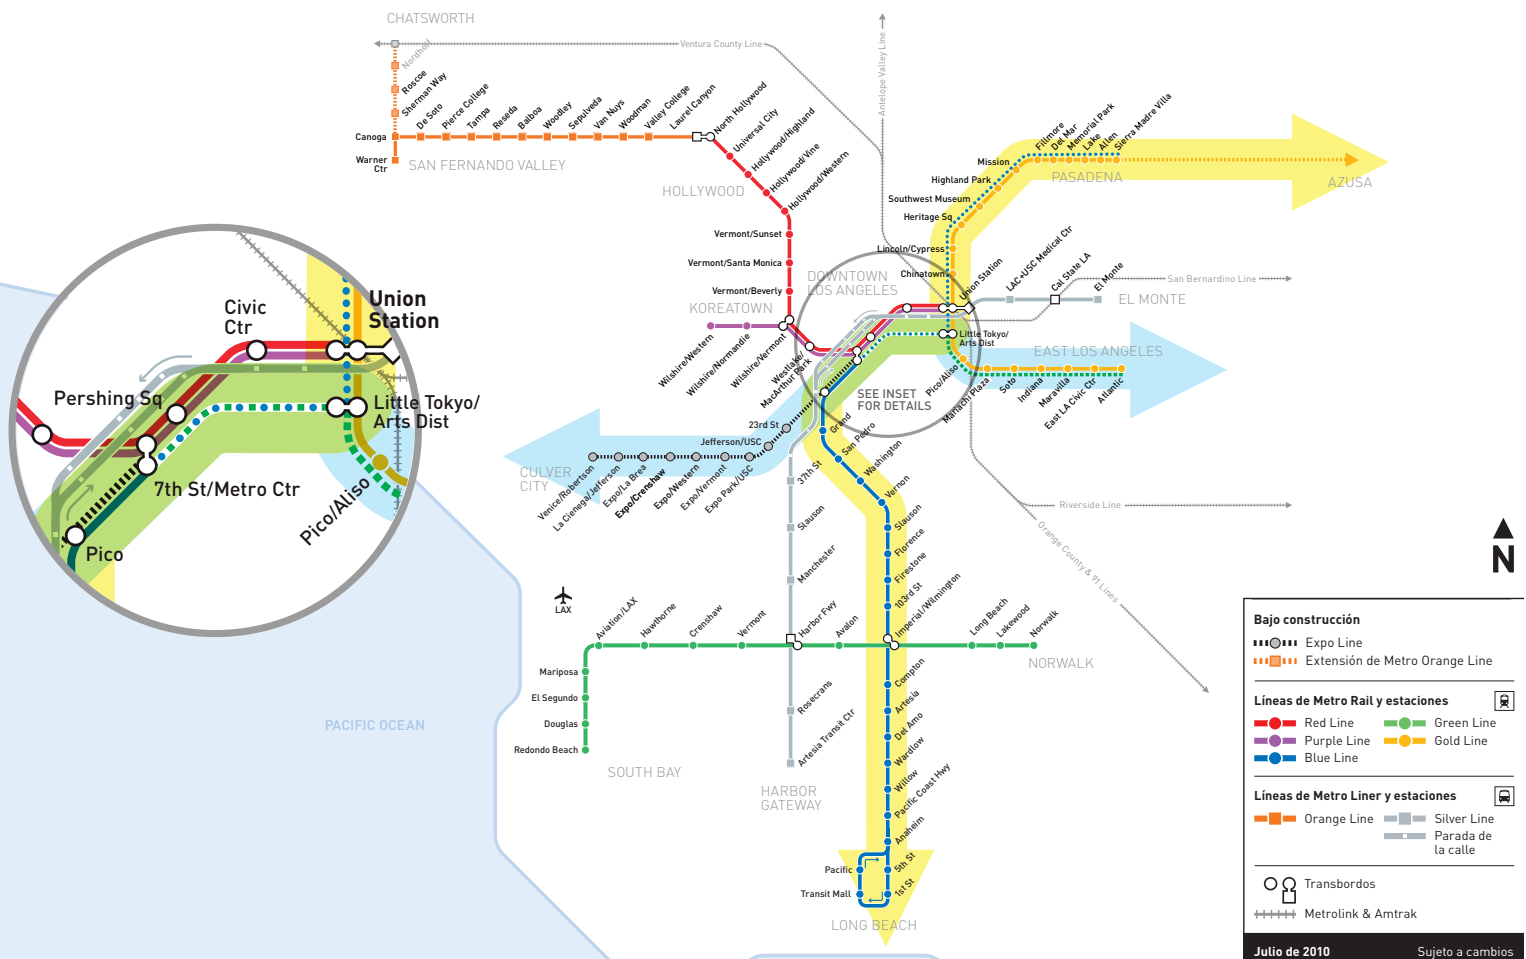 CHATSWORTH
Nordhoff
Roscoe
Sherman Way
Canoga
Warner
Ctr
De Soto
Pierce College
Tampa
Reseda
Balboa
Woodley
Sepulveda
Van Nuys
Woodman
Valley College
Laurel Canyon
North Hollywood
Universal City
Hollywood/Highland
Hollywood/Vine
Hollywood/Western
SAN FERNANDO VALLEY
HOLLYWOOD
Ventura County Line
Antelope Valley Line
Vermont/Sunset
Vermont/Santa Monica
Vermont/Beverly
KOREATOWN
Wilshire/Western
Wilshire/Normandie
Wilshire/Vermont
Westlake/
MacArthur Park
DOWNTOWN
LOS ANGELES
Sierra Madre Villa
Allen
Lake
Memorial Park
Del Mar
Fillmore
Mission
Highland Park
Southwest Museum
Heritage Sq
Lincoln/Cypress
Chinatown
Union Station
PASADENA
AZUSA
LAC+USC Medical Ctr
Cal State LA
El Monte
EL MONTE
San Bernardino Line
Little Tokyo/
Arts Dist
EAST LOS ANGELES
Pico/Aliso
Mariachi Plaza
Soto
Indiana
Maravilla
East LA Civic Ctr
Atlantic
SEE INSET
FOR DETAILS
Civic
Ctr
Union
Station
Pershing Sq
Little Tokyo/
Arts Dist
7th St/Metro Ctr
Pico/Aliso
Pico
23rd St
Jefferson/USC
Expo Park/USC
Expo/Vermont
Expo/Western
Expo/Crenshaw
Expo/La Brea
La Cienega/Jefferson
Venice/Robertson
CULVER
CITY
Grand
San Pedro
Washington
Vernon
Slauson
Florence
Firestone
103rd St
Imperial/Wilmington
37th St
Slauson
Manchester
Harbor Fwy
Rosecrans
Artesia Transit Ctr
HARBOR
GATEWAY
Riverside Line
Orange County & 91 Lines
LAX
Aviation/LAX
Hawthorne
Crenshaw
Vermont
Avalon
Long Beach
Lakewood
Norwalk
NORWALK
Mariposa
El Segundo
Douglas
Redondo Beach
SOUTH BAY
PACIFIC OCEAN
Compton
Artesia
Del Amo
Wardlow
Willow
Pacific Coast Hwy
Anaheim
5th St
1st St
Pacific
Transit Mall
LONG BEACH
N
Bajo construcción
Expo Line
Extensión de Metro Orange Line
Líneas de Metro Rail y estaciones
Red Line
Green Line
Purple Line
Gold Line
Blue Line
Líneas de Metro Liner y estaciones
Orange Line
Silver Line
Parada de
la calle
Transbordos
Metrolink & Amtrak
Julio de 2010
Sujeto a cambios